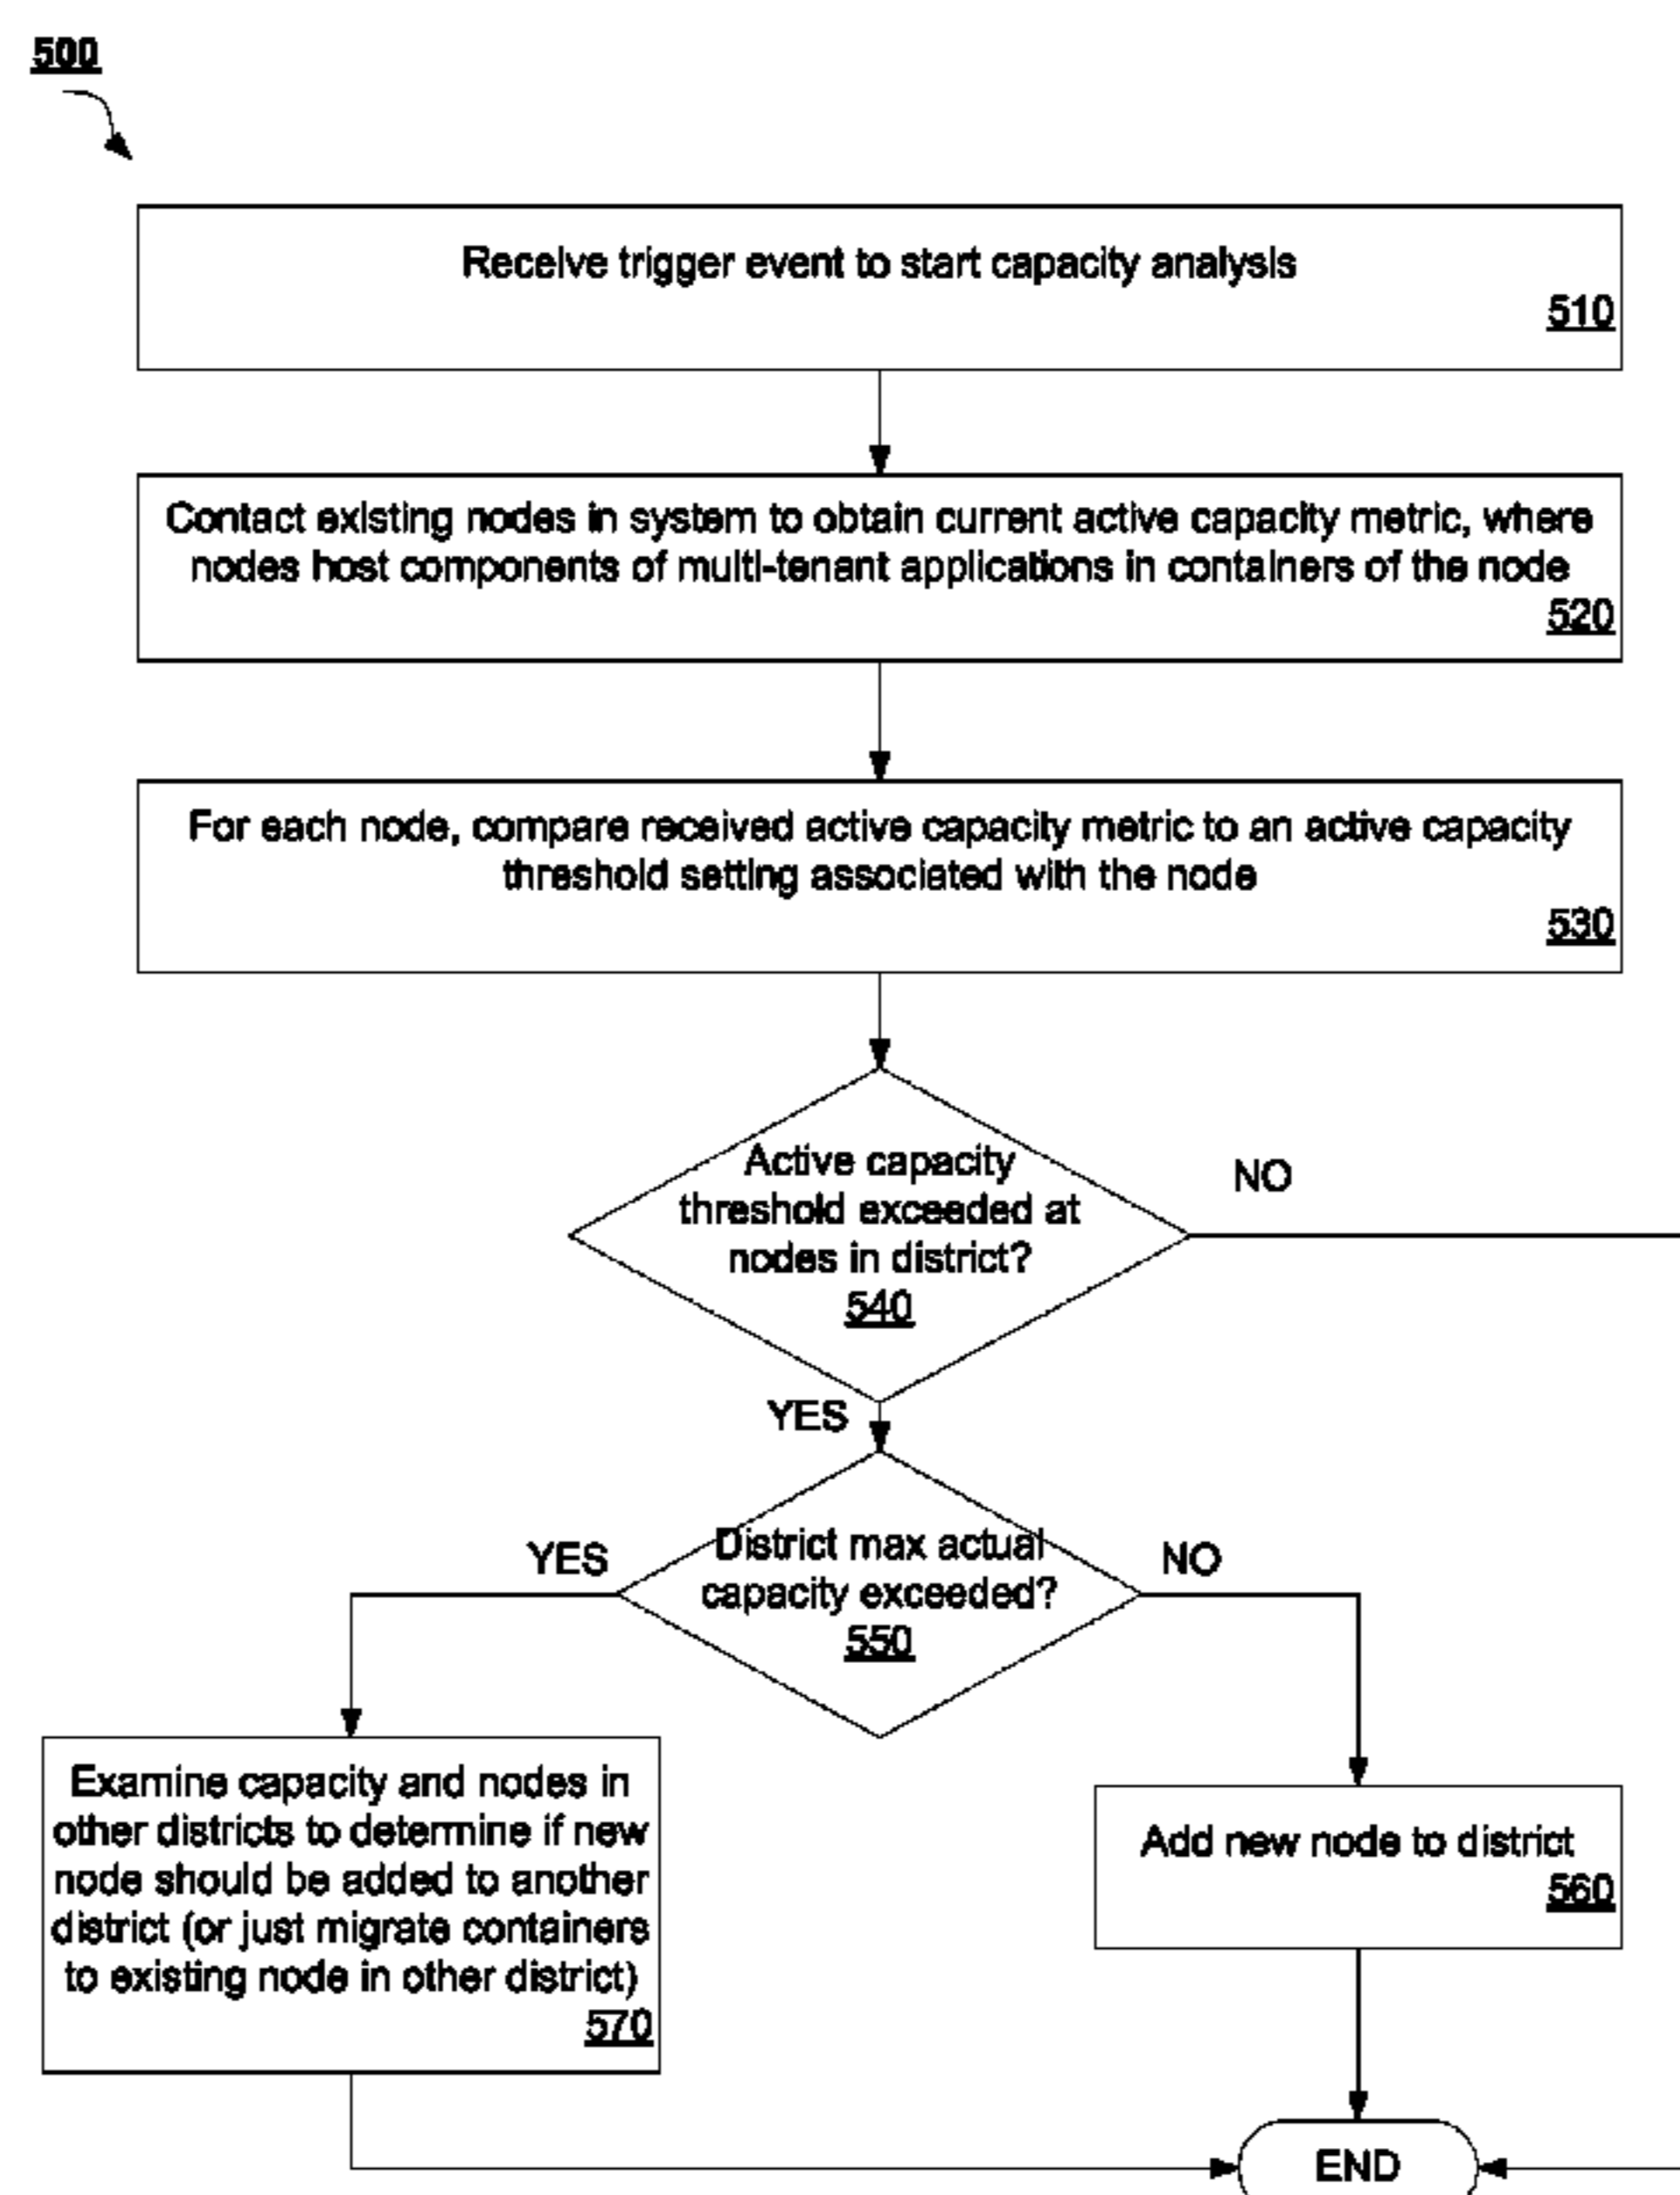 500
Receive trigger event to start capacity analysis
510
Contact existing nodes in system to obtain current active capacity metric, where
nodes host components of multi-tenant applications in containers of the node
520
For each node, compare received active capacity metric to an active capacity
threshold setting associated with the node
530
Active capacity
threshold exceeded at
nodes in district?
540
NO
YES
District max actual
capacity exceeded?
550
YES
NO
Examine capacity and nodes in
other districts to determine if new
node should be added to another
district (or just migrate containers
to existing node in other district)
570
Add new node to district
560
END